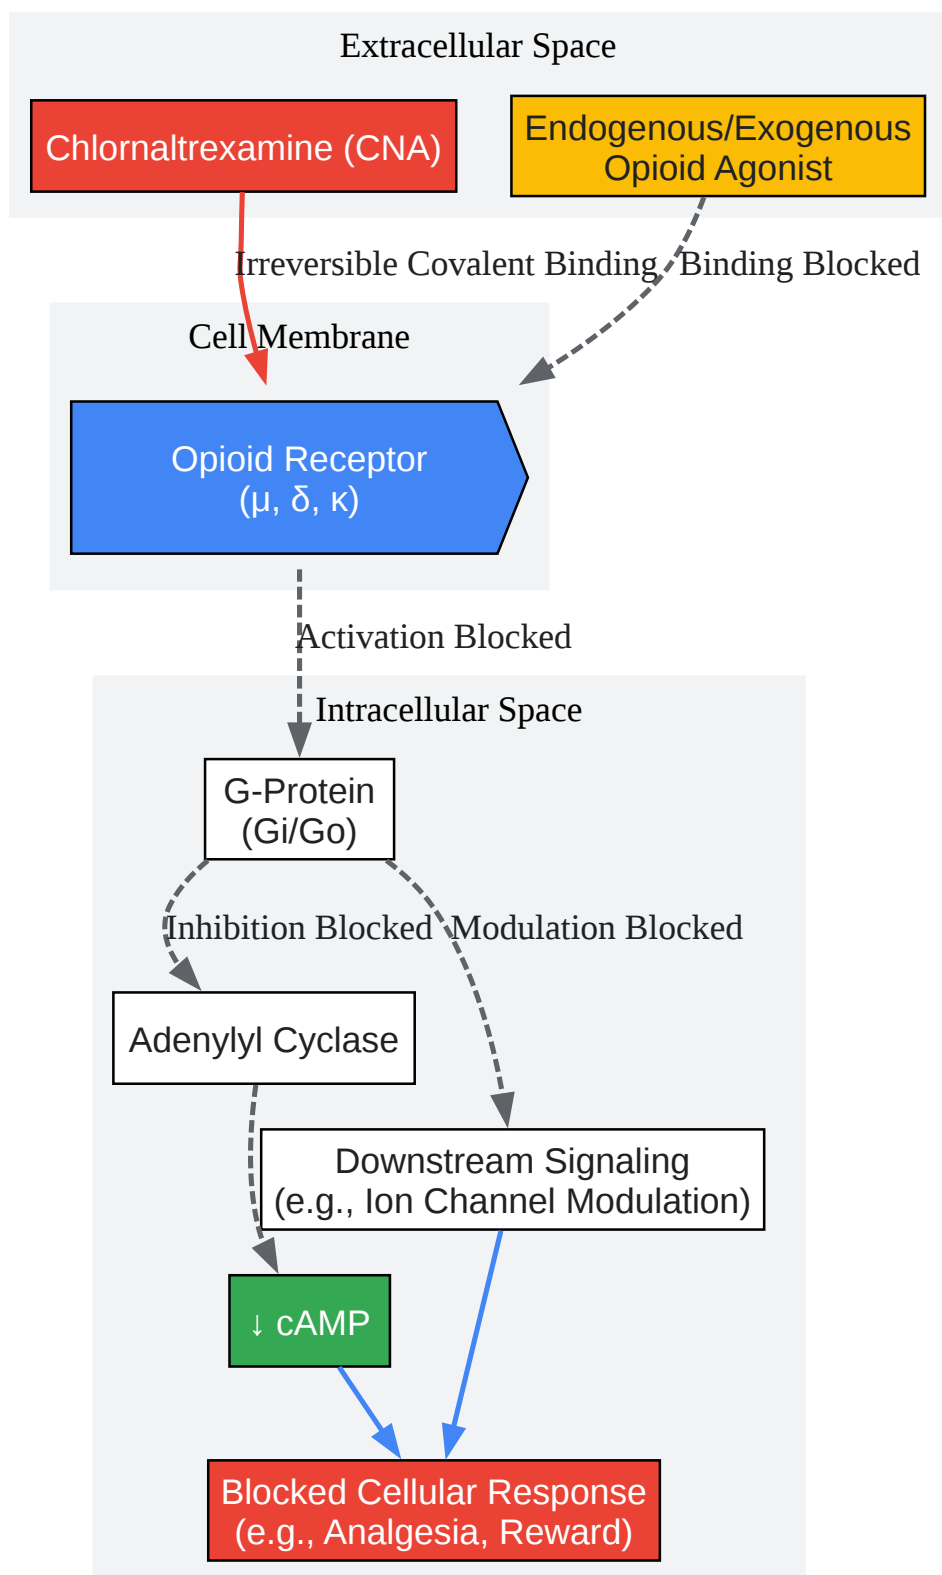 Extracellular Space
Chlornaltrexamine (CNA)
Endogenous/Exogenous
Opioid Agonist
Irreversible Covalent Binding
Binding Blocked
Cell Membrane
Opioid Receptor
(μ, δ, κ)
Activation Blocked
Intracellular Space
G-Protein
(Gi/Go)
Inhibition Blocked
Modulation Blocked
Adenylyl Cyclase
Downstream Signaling
(e.g., Ion Channel Modulation)
↓ cAMP
Blocked Cellular Response
(e.g., Analgesia, Reward)